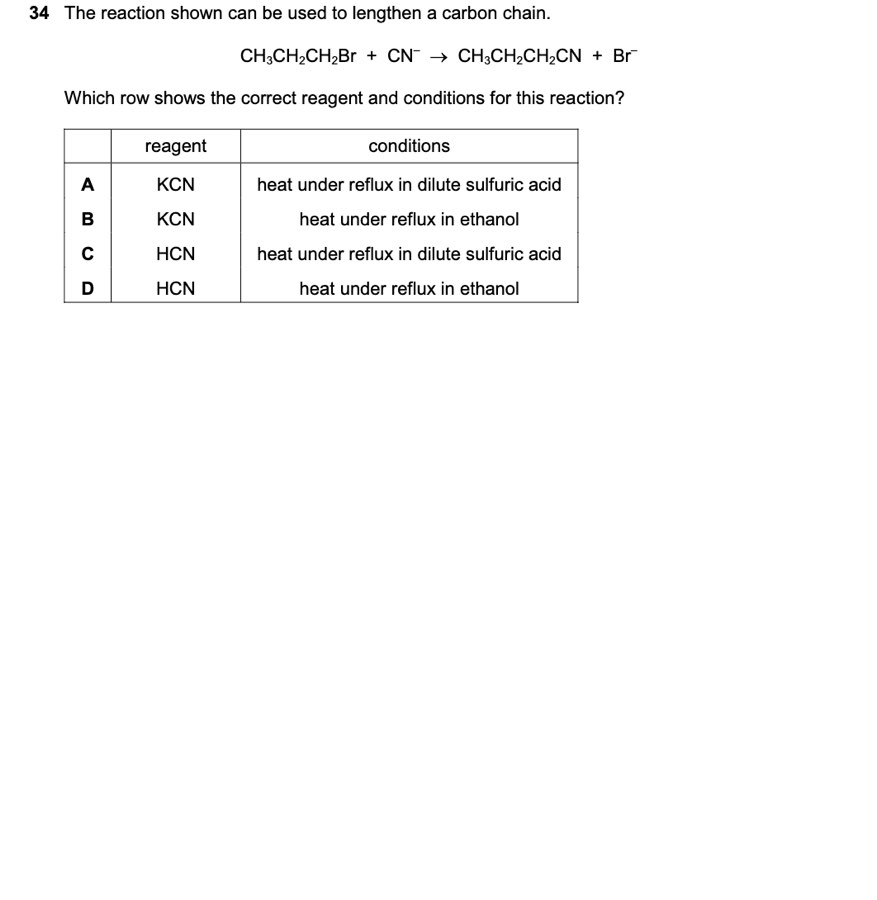 34 The reaction shown can be used to lengthen a carbon chain.
CH₃CH₂CH₂Br + CN⁻ → CH₃CH₂CH₂CN + Br⁻
Which row shows the correct reagent and conditions for this reaction?
reagent conditions
A KCN heat under reflux in dilute sulfuric acid
B KCN heat under reflux in ethanol
C HCN heat under reflux in dilute sulfuric acid
D HCN heat under reflux in ethanol